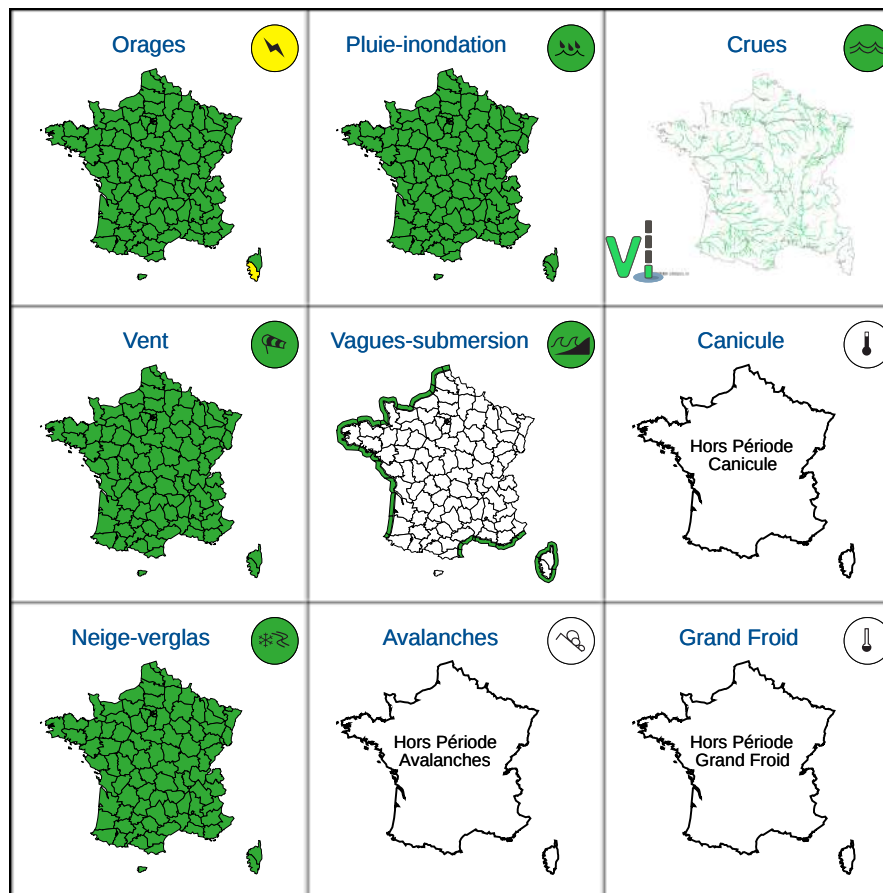 Orages
Pluie-inondation
Crues
Vent
Vagues-submersion
Canicule
Hors Période
Canicule
Neige-verglas
Avalanches
Grand Froid
Hors Période
Avalanches
Hors Période
Grand Froid